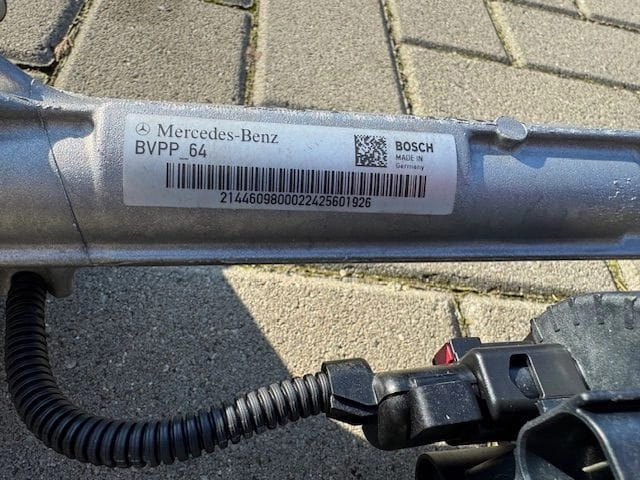 Mercedes-Benz
BVPP_64
BOSCH
MADE IN
Germany
2144609800022425601926